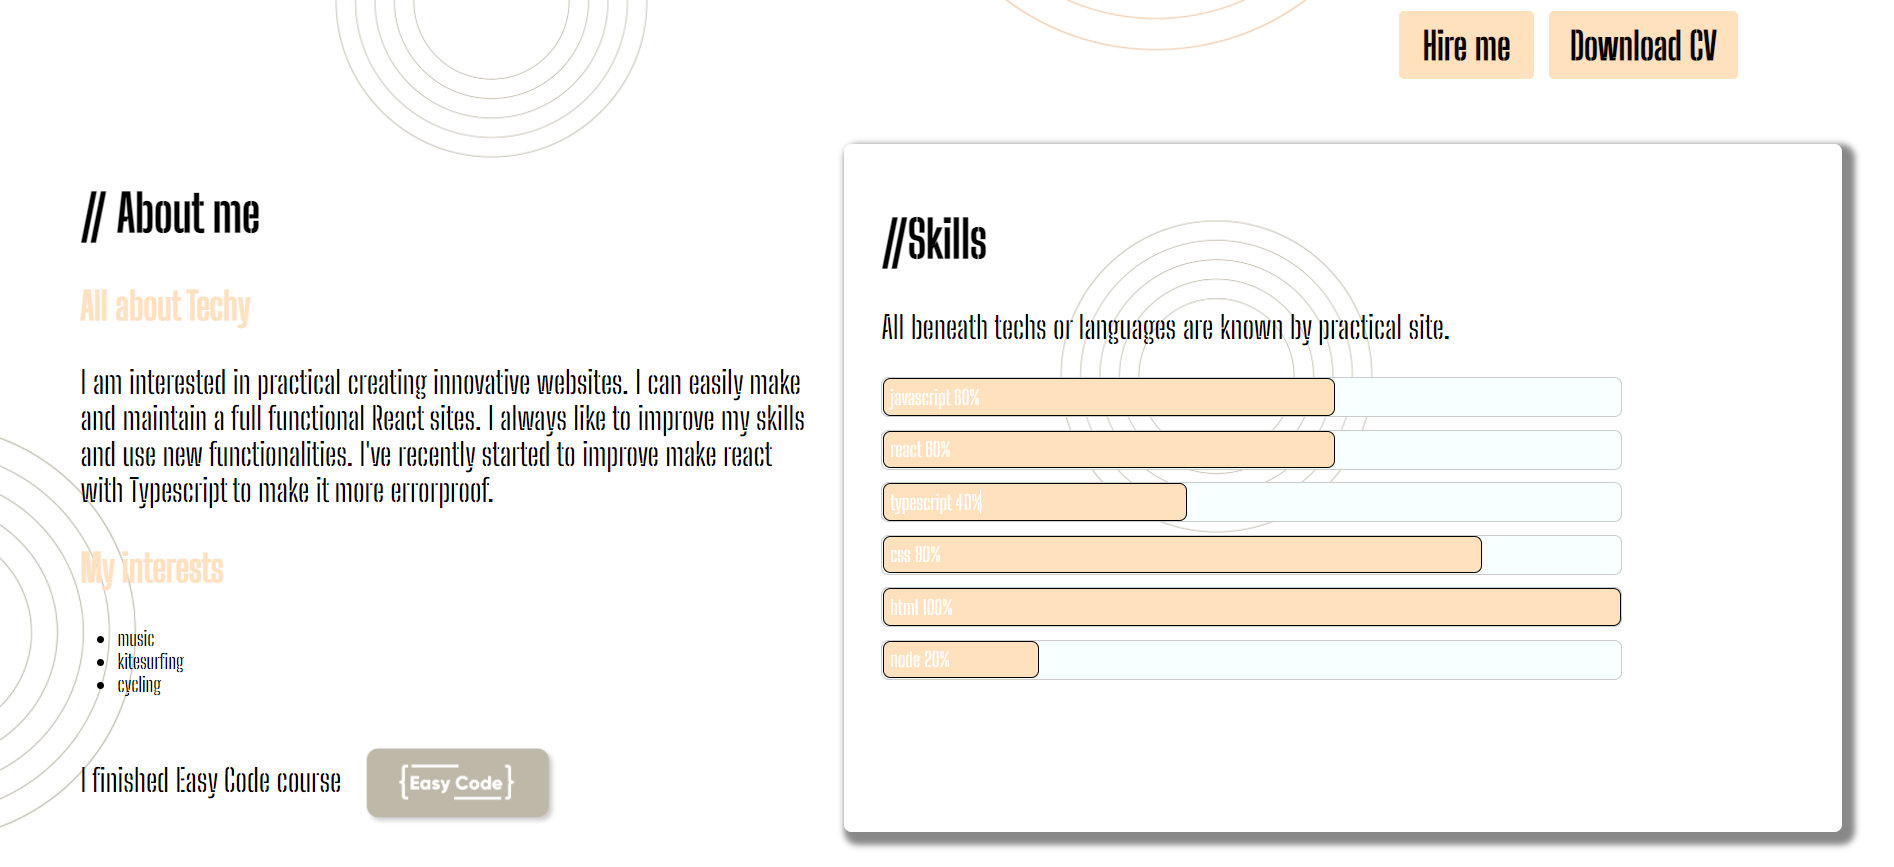 Hire me
Download CV
// About me
All about Techy
I am interested in practical creating innovative websites. I can easily make
and maintain a full functional React sites. I always like to improve my skills
and use new functionalities. I've recently started to improve make react
with Typescript to make it more errorproof.
My interests
music
kitesurfing
cycling
I finished Easy Code course
{Easy Code}
//Skills
All beneath techs or languages are known by practical site.
javascript 60%
react 60%
typescript 40%
css 80%
html 100%
node 20%